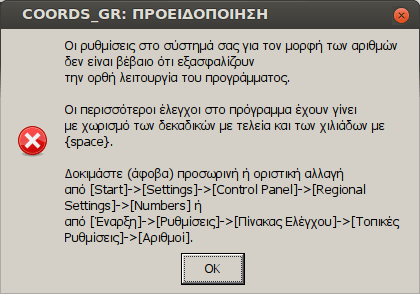 COORDS_GR: ΠΡΟΕΙΔΟΠΟΙΗΣΗ
Οι ρυθμίσεις στο σύστημά σας για τον μορφή των αριθμών
δεν είναι βέβαιο ότι εξασφαλίζουν
την ορθή λειτουργία του προγράμματος.
Οι περισσότεροι έλεγχοι στο πρόγραμμα έχουν γίνει
με χωρισμό των δεκαδικών με τελεία και των χιλιάδων με
{space}.
Δοκιμάστε (άφοβα) προσωρινή ή οριστική αλλαγή
από [Start]->[Settings]->[Control Panel]->[Regional
Settings]->[Numbers] ή
από [Έναρξη]->[Ρυθμίσεις]->[Πίνακας Ελέγχου]->[Τοπικές
Ρυθμίσεις]->[Αριθμοί].
OK